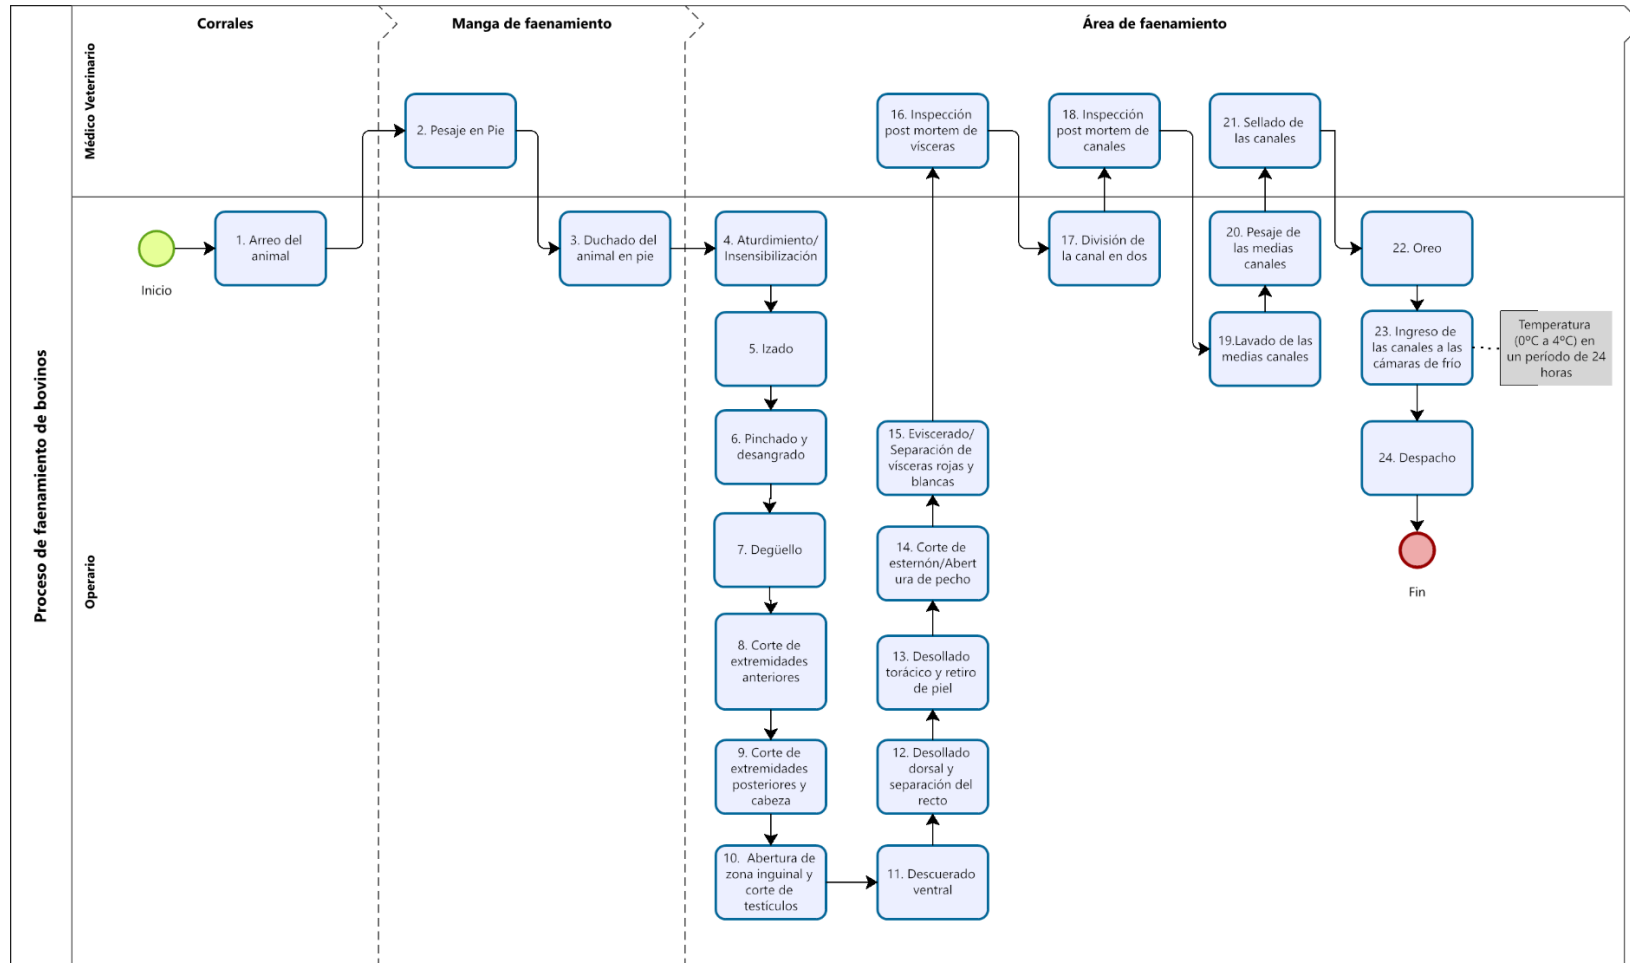 Corrales
Manga de faenamiento
Área de faenamiento
Proceso de faenamiento de bovinos
Médico Veterinario
Operario
Inicio
1. Arreo del
animal
2. Pesaje en Pie
3. Duchado del
animal en pie
4. Aturdimiento/
Insensibilización
5. Izado
6. Pinchado y
desangrado
7. Degüello
8. Corte de
extremidades
anteriores
9. Corte de
extremidades
posteriores y
cabeza
10. Abertura de
zona inguinal y
corte de
testiculos
11. Descuerado
ventral
12. Desollado
dorsal y
separación del
recto
13. Desollado
torácico y retiro
de piel
14. Corte de
esternón/Abert
ura de pecho
15. Eviscerado/
Separación de
vísceras rojas y
blancas
16. Inspección
post mortem de
vísceras
17. División de
la canal en dos
18. Inspección
post mortem de
canales
19.Lavado de las
medias canales
20. Pesaje de
las medias
canales
21. Sellado de
las canales
22. Oreo
23. Ingreso de
las canales a las
cámaras de frío
Temperatura
(0ºC a 4ºC) en
un período de 24
horas
24. Despacho
Fin